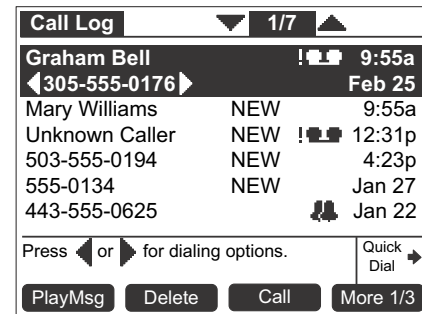 Call Log 1/7
Graham Bell 9:55a
305-555-0176 Feb 25
Mary Williams NEW 9:55a
Unknown Caller NEW 12:31p
503-555-0194 NEW 4:23p
555-0134 NEW Jan 27
443-555-0625 Jan 22
Press or for dialing options. Quick Dial
PlayMsg Delete Call More 1/3